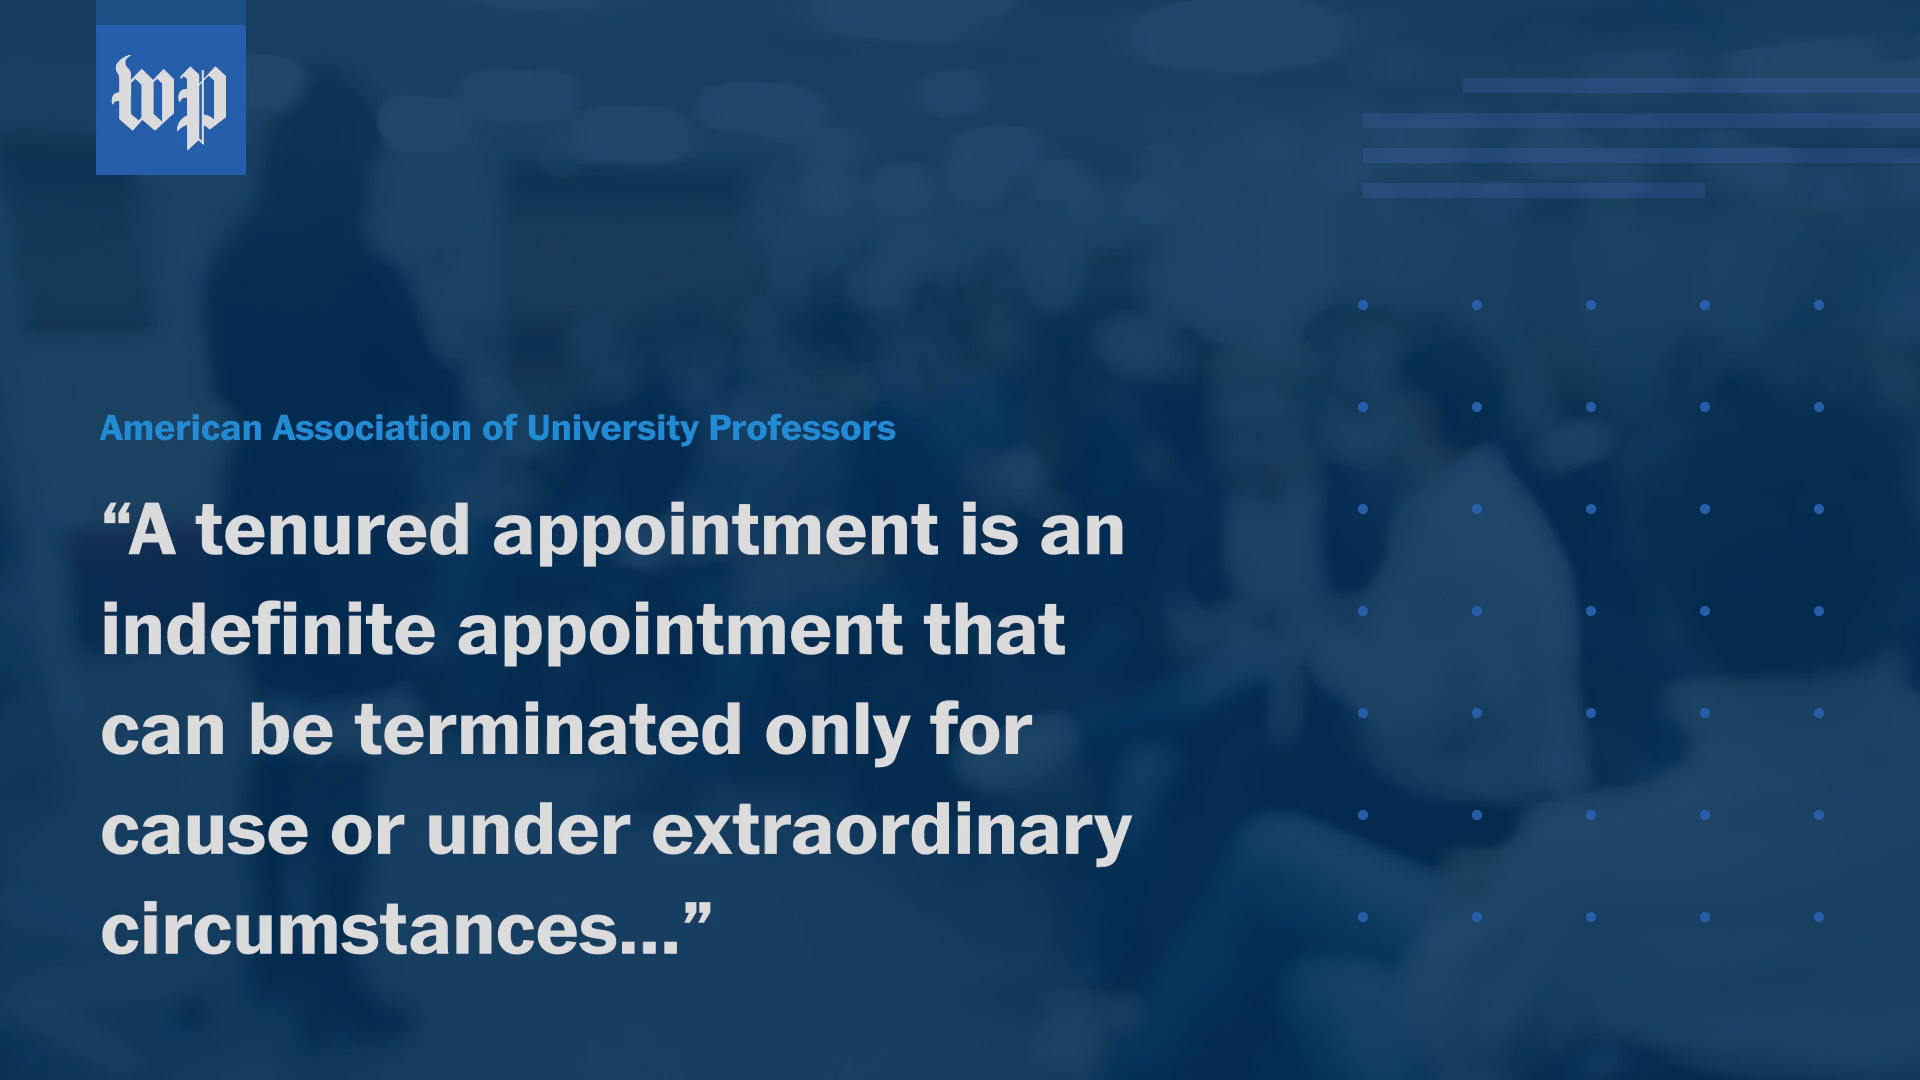 wp
American Association of University Professors
“A tenured appointment is an
indefinite appointment that
can be terminated only for
cause or under extraordinary
circumstances...”